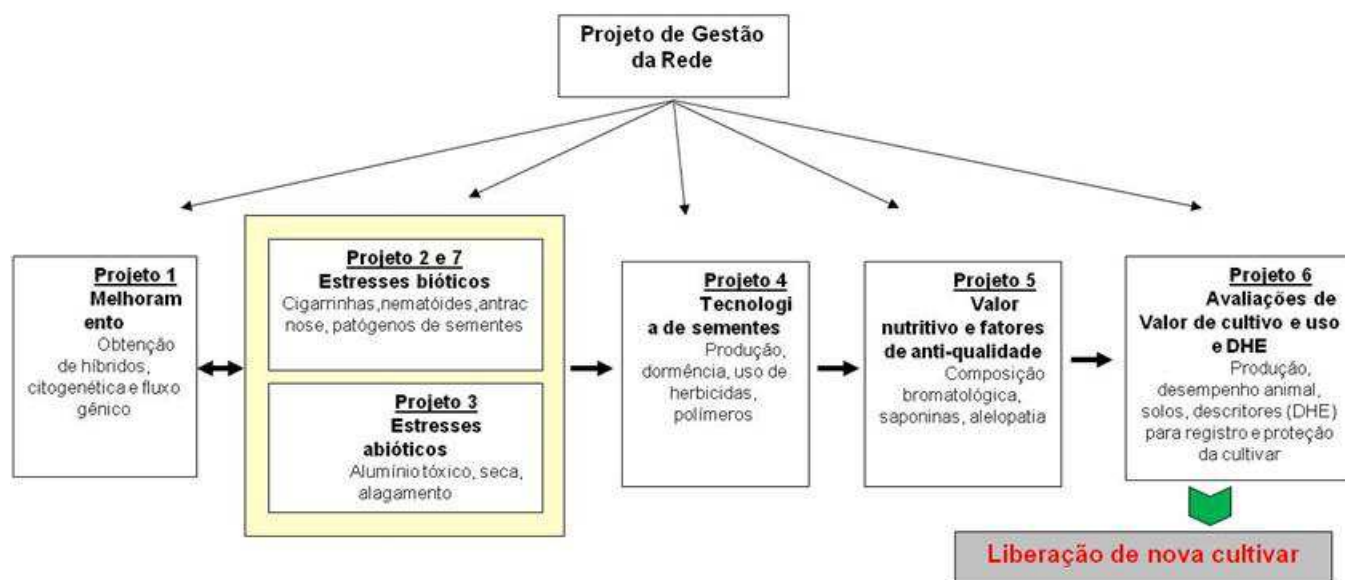 Projeto de Gestão
da Rede
Projeto 1
Melhoram
ento
Obtenção
de híbridos,
citogenética e fluxo
gênico
Projeto 2 e 7
Estresses bióticos
Cigarrinhas,nematóides,antrac
nose, patógenos de sementes
Projeto 3
Estresses
abióticos
Alumínio tóxico, seca,
alagamento
Projeto 4
Tecnologi
a de sementes
Produção,
dormência, uso de
herbicidas,
polímeros
Projeto 5
Valor
nutritivo e fatores
de anti-qualidade
Composição
bromatológica,
saponinas, alelopatia
Projeto 6
Avaliações de
Valor de cultivo e uso
e DHE
Produção,
desempenho animal,
solos, descritores (DHE)
para registro e proteção
da cultivar
Liberação de nova cultivar